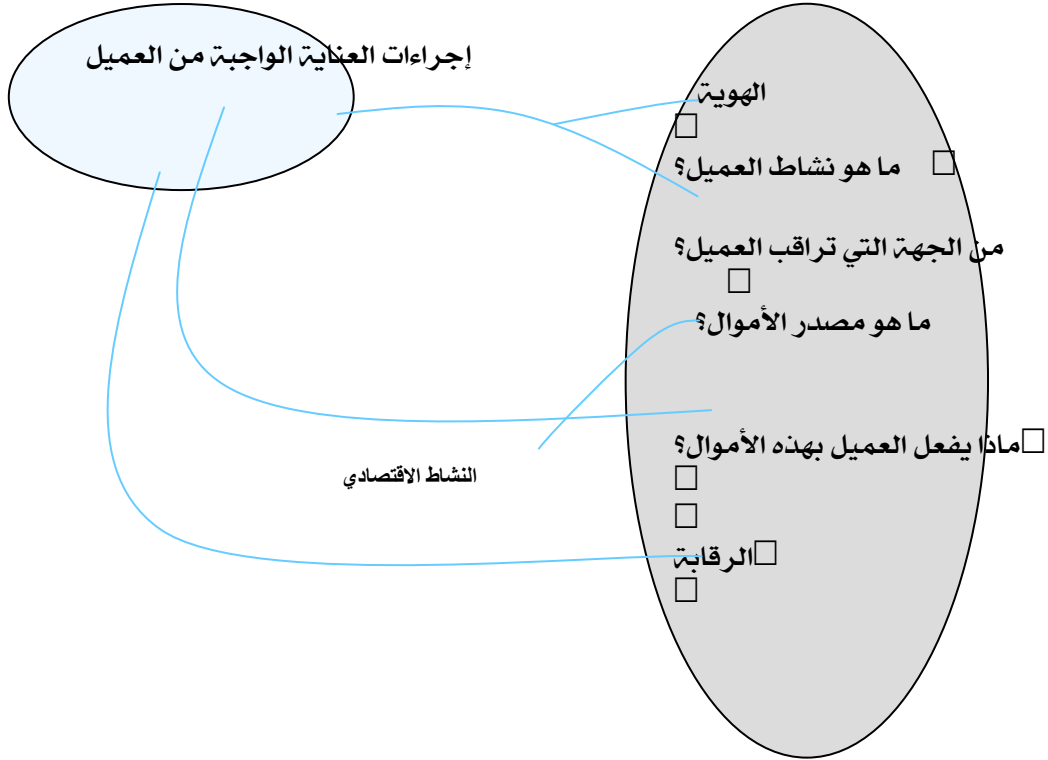 إجراءات العناية الواجبة من العميل
الهوية
ما هو نشاط العميل؟
من الجهة التي تراقب العميل؟
ما هو مصدر الأموال؟
ماذا يفعل العميل بهذه الأموال؟
النشاط الاقتصادي
الرقابة